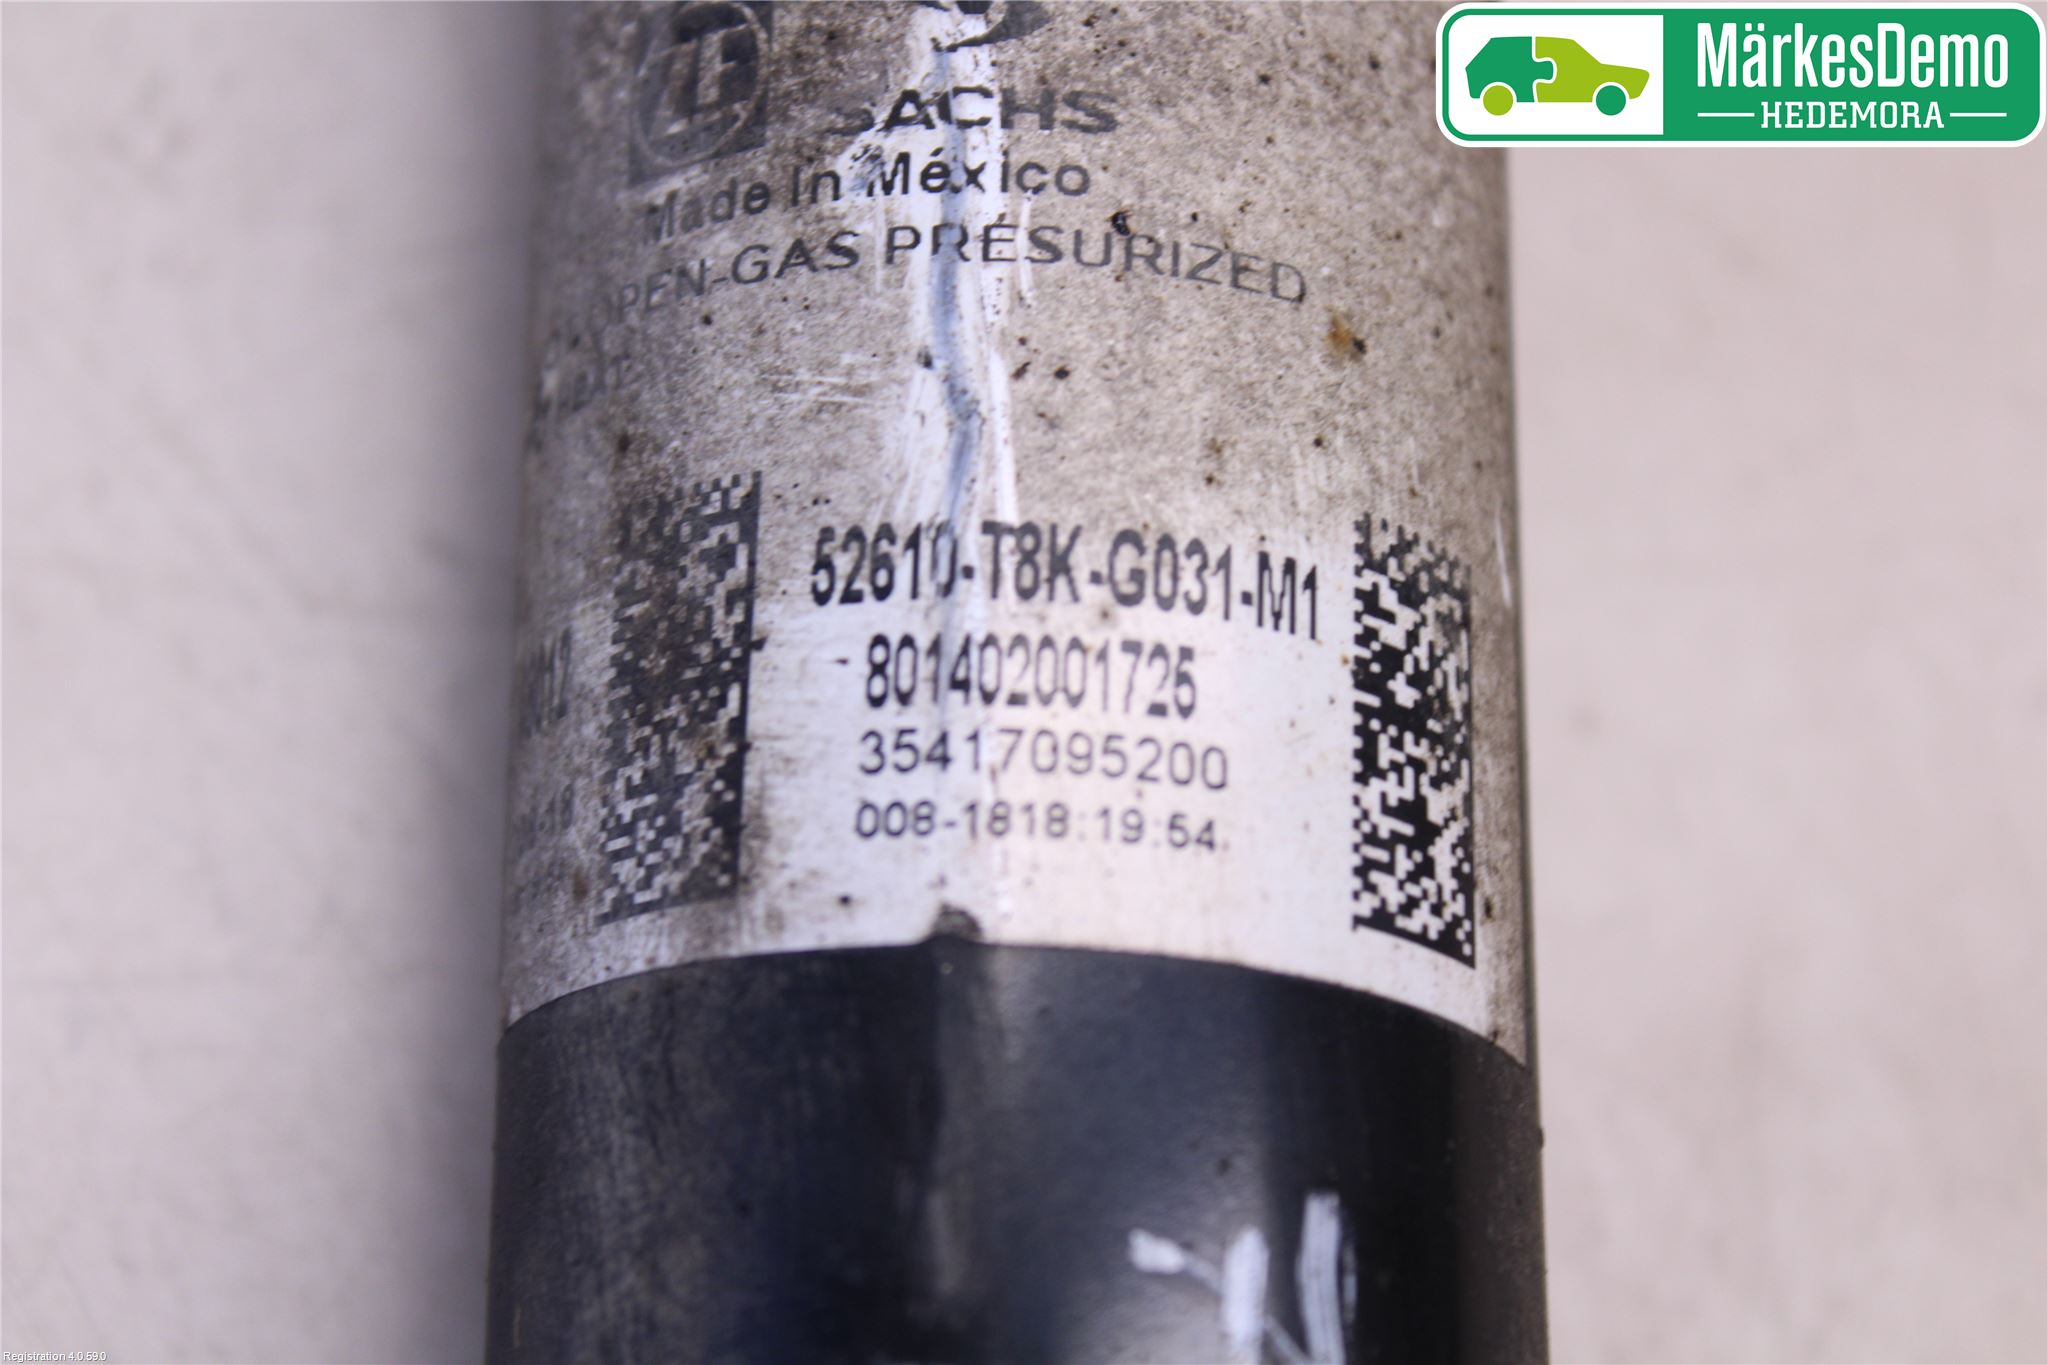 MärkesDemo
HEDEMORA
ZF
SACHS
Made In México
OPEN-GAS PRESURIZED
52610-T8K-G031-M1
801402001725
35417095200
008-1818:19:54
Registration 4.0.59.0